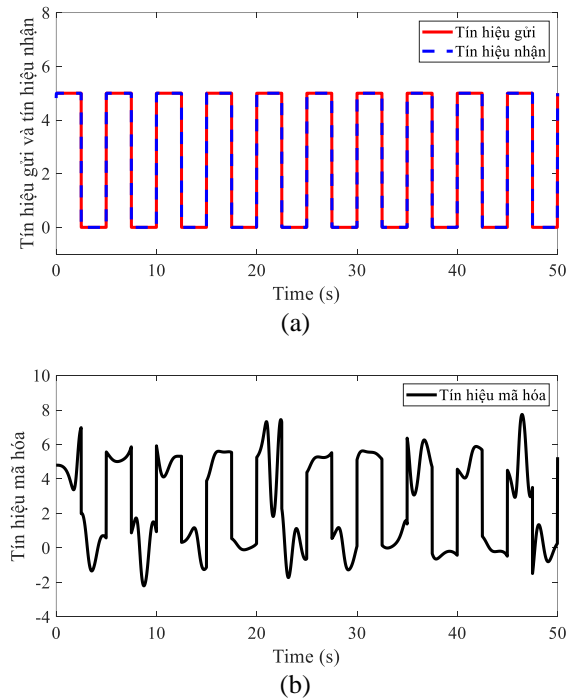 8
6
4
2
0
Tín hiệu gửi và tín hiệu nhận
Tín hiệu gửi
Tín hiệu nhận
0 10 20 30 40 50
Time (s)
(a)
10
8
6
4
2
0
-2
-4
Tín hiệu mã hóa
Tín hiệu mã hóa
0 10 20 30 40 50
Time (s)
(b)